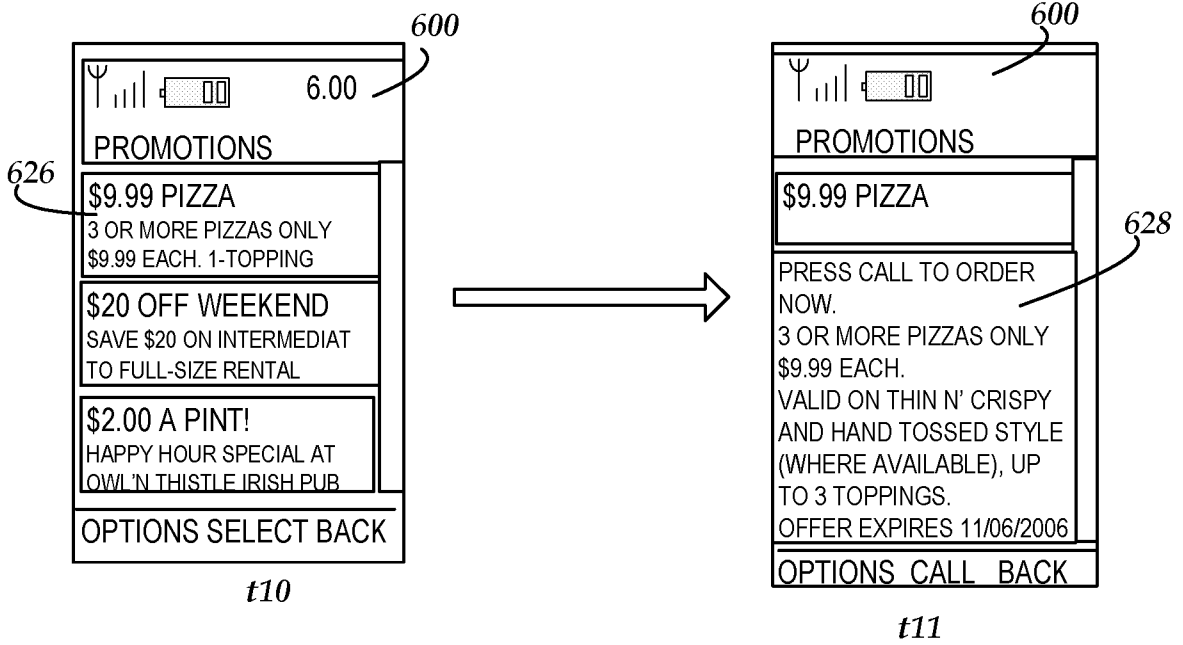 600
6.00
PROMOTIONS
626
$9.99 PIZZA
3 OR MORE PIZZAS ONLY
$9.99 EACH. 1-TOPPING
$20 OFF WEEKEND
SAVE $20 ON INTERMEDIAT
TO FULL-SIZE RENTAL
$2.00 A PINT!
HAPPY HOUR SPECIAL AT
OWL'N THISTLE IRISH PUB
OPTIONS SELECT BACK
t10
600
PROMOTIONS
$9.99 PIZZA
628
PRESS CALL TO ORDER
NOW.
3 OR MORE PIZZAS ONLY
$9.99 EACH.
VALID ON THIN N' CRISPY
AND HAND TOSSED STYLE
(WHERE AVAILABLE), UP
TO 3 TOPPINGS.
OFFER EXPIRES 11/06/2006
OPTIONS CALL BACK
t11